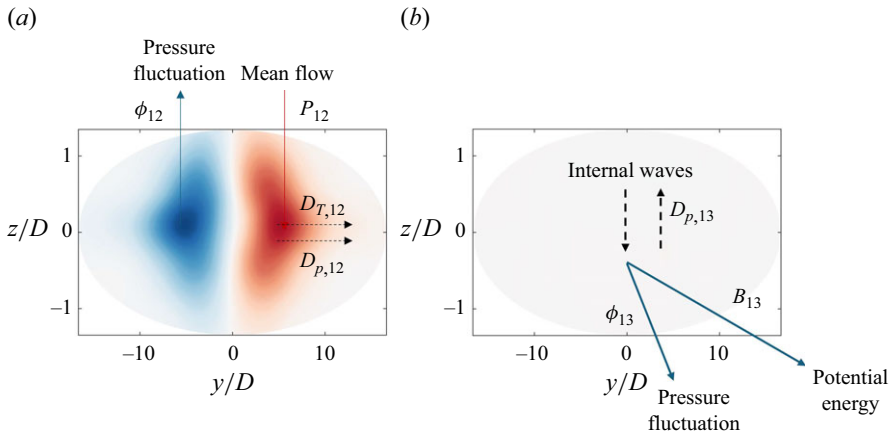 (a)
Pressure
fluctuation
Mean flow
ϕ12
P12
1
0
−1
z/D
DT,12
Dp,12
−10
0
10
y/D
(b)
Internal waves
Dp,13
1
0
−1
z/D
ϕ13
B13
−10
0
10
y/D
Pressure
fluctuation
Potential
energy